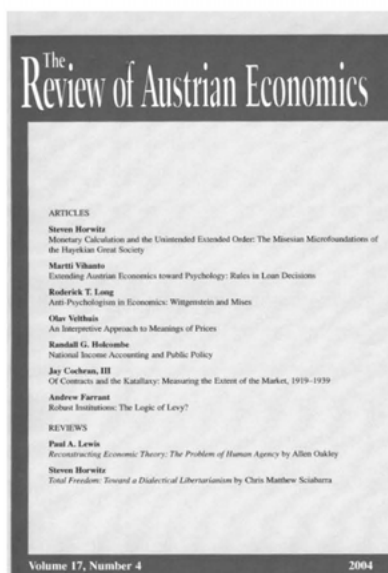 The
Review of Austrian Economics
ARTICLES
Steven Horwitz
Monetary Calculation and the Unintended Extended Order: The Misesian Microfoundations of
the Hayekian Great Society
Martti Vihanto
Extending Austrian Economics toward Psychology: Rules in Loan Decisions
Roderick T. Long
Anti-Psychologism in Economics: Wittgenstein and Mises
Olav Velthuis
An Interpretive Approach to Meanings of Prices
Randall G. Holcombe
National Income Accounting and Public Policy
Jay Cochran, III
Of Contracts and the Katallaxy: Measuring the Extent of the Market, 1919–1939
Andrew Farrant
Robust Institutions: The Logic of Levy?
REVIEWS
Paul A. Lewis
Reconstructing Economic Theory: The Problem of Human Agency by Allen Oakley
Steven Horwitz
Total Freedom: Toward a Dialectical Libertarianism by Chris Matthew Sciabarra
Volume 17, Number 4 2004